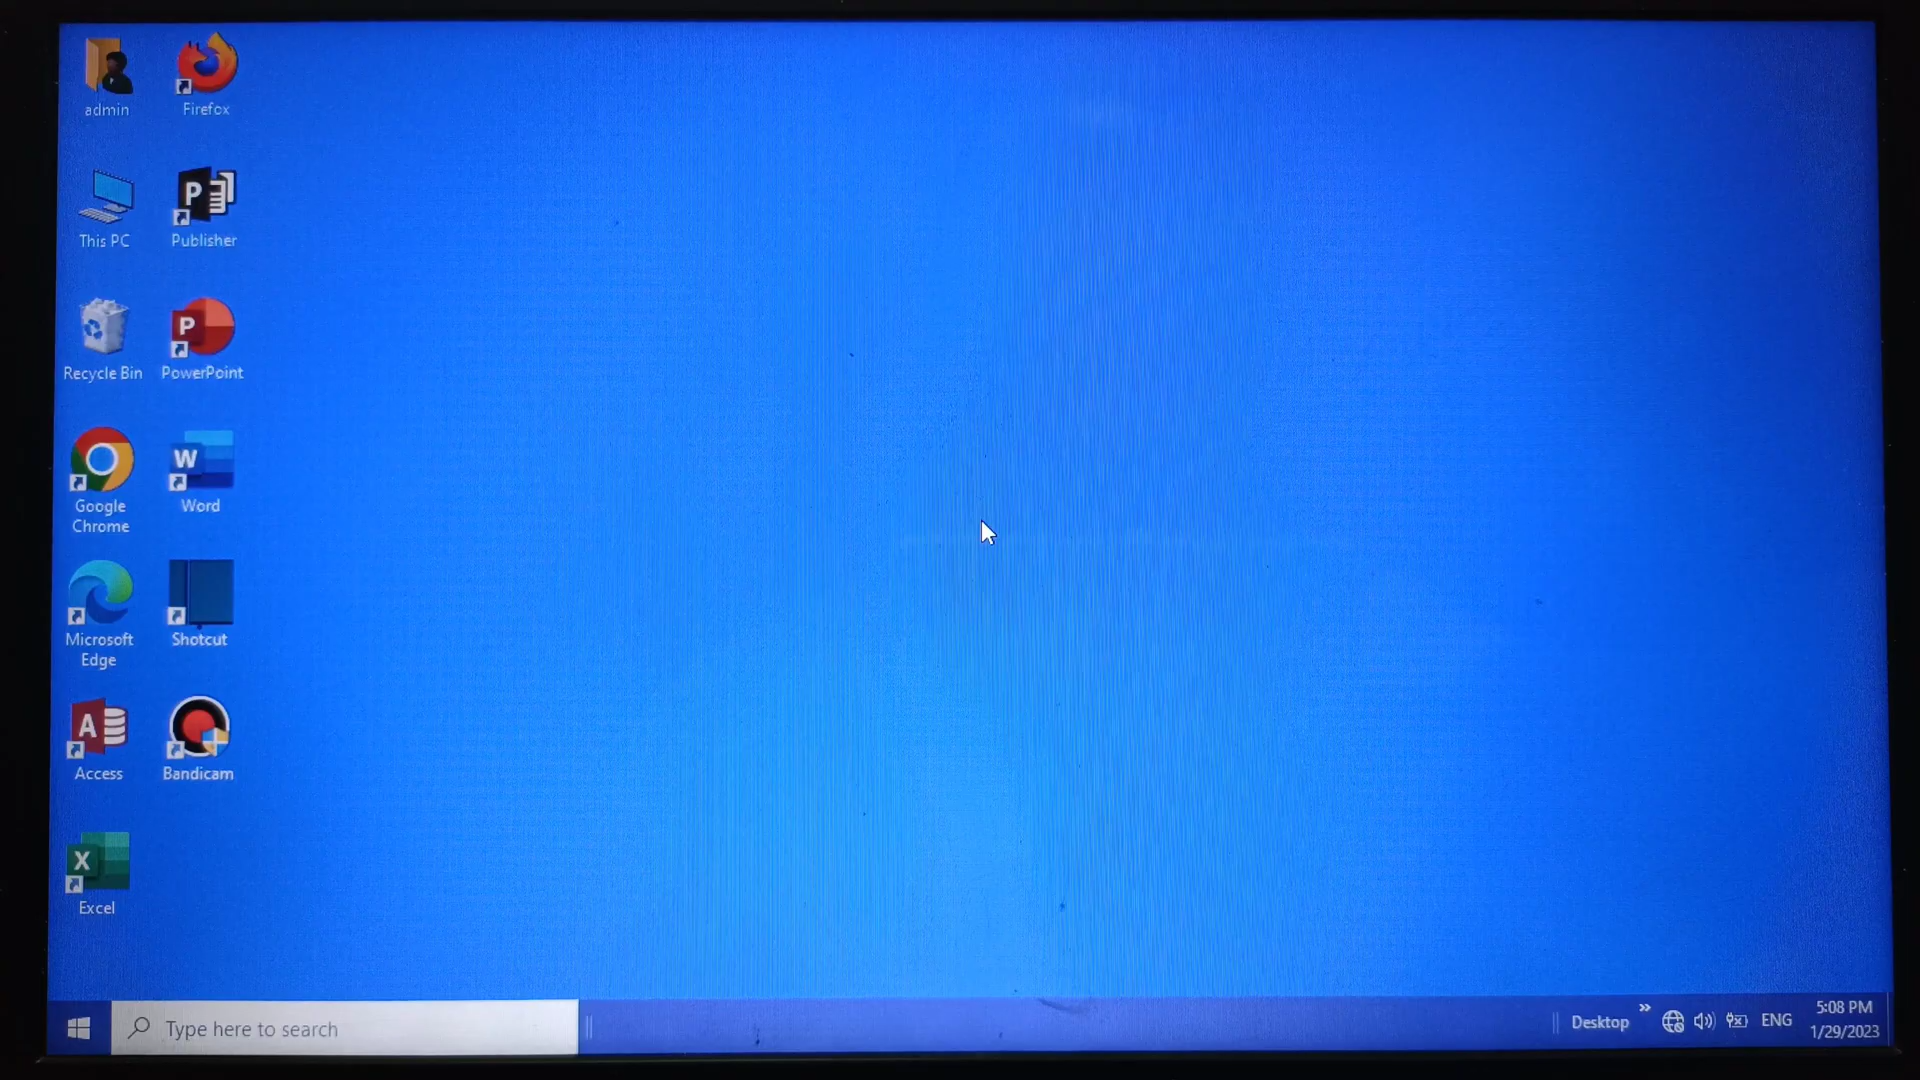 admin
Firefox
This PC
Publisher
Recycle Bin
PowerPoint
Google
Chrome
Word
Microsoft
Edge
Shotcut
Access
Bandicam
Excel
Type here to search
Desktop
ENG
5:08 PM
1/29/2023